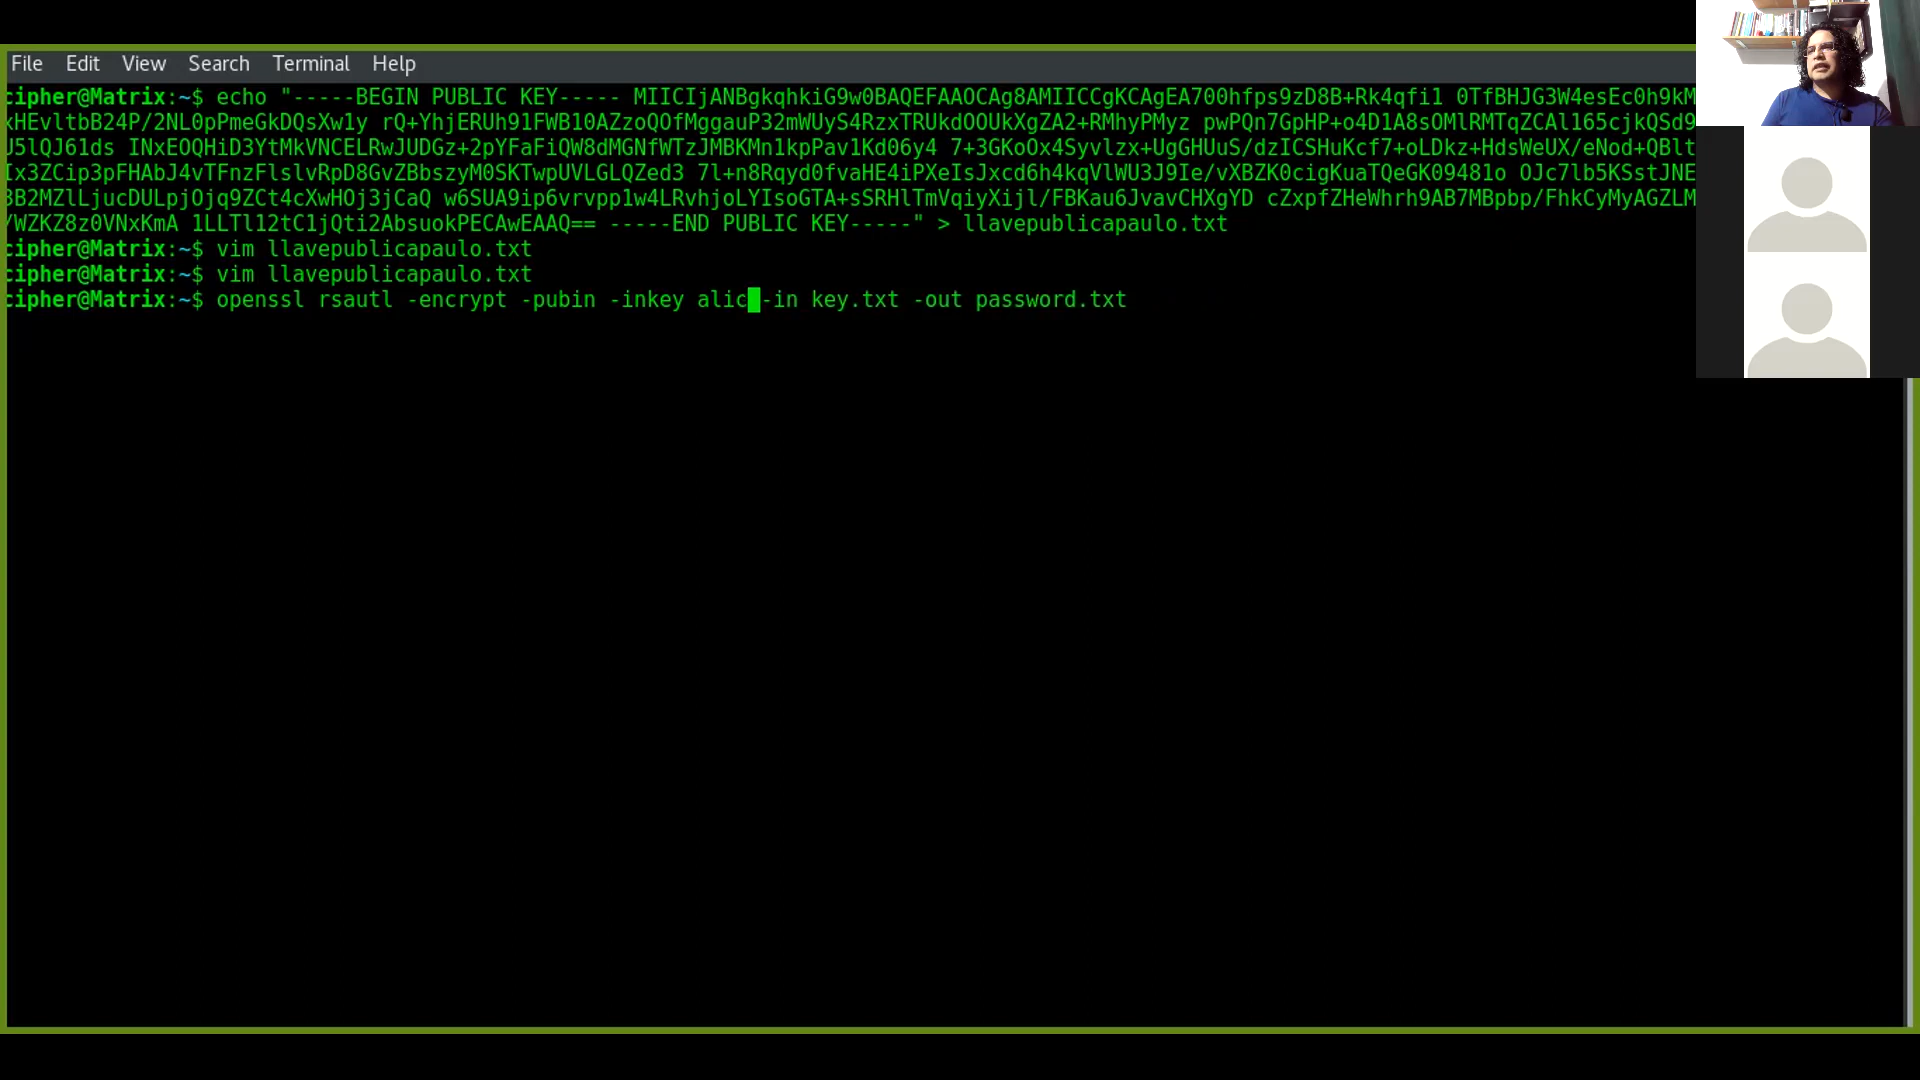 File Edit View Search Terminal Help
cipher@Matrix:~$ echo "-----BEGIN PUBLIC KEY----- MIICIjANBgkqhkiG9w0BAQEFAAOCAg8AMIICCgKCAgEA700hfps9zD8B+Rk4qfi1 0TfBHJG3W4esEc0h9kM
xHEvltbB24P/2NL0pPmeGkDQsXw1y rQ+YhjERUh91FWB10AZzoQOfMggauP32mWUyS4RzxTRUkdOOUkXgZA2+RMhyPMyz pwPQn7GpHP+o4D1A8sOMlRMTqZCAl165cjkQSd9
J5lQJ61ds INxEOQHiD3YtMkVNCELRwJUDGz+2pYFaFiQW8dMGNfWTzJMBKMn1kpPav1Kd06y4 7+3GKoOx4Syvlzx+UgGHUuS/dzICSHuKcf7+oLDkz+HdsWeUX/eNod+QBlt
Ix3ZCip3pFHAbJ4vTFnzFlslvRpD8GvZBbszyM0SKTwpUVLGLQZed3 7l+n8Rqyd0fvaHE4iPXeIsJxcd6h4kqVlWU3J9Ie/vXBZK0cigKuaTQeGK09481o OJc7lb5KSstJNE
3B2MZlLjucDULpjOjq9ZCt4cXwHOj3jCaQ w6SUA9ip6vrvpp1w4LRvhjoLYIsoGTA+sSRHlTmVqiyXijl/FBKau6JvavCHXgYD cZxpfZHeWhrh9AB7MBpbp/FhkCyMyAGZLM
/WZKZ8z0VNxKmA 1LLTl12tC1jQti2AbsuokPECAwEAAQ== -----END PUBLIC KEY-----" > llavepublicapaulo.txt
cipher@Matrix:~$ vim llavepublicapaulo.txt
cipher@Matrix:~$ vim llavepublicapaulo.txt
cipher@Matrix:~$ openssl rsautl -encrypt -pubin -inkey alic -in key.txt -out password.txt